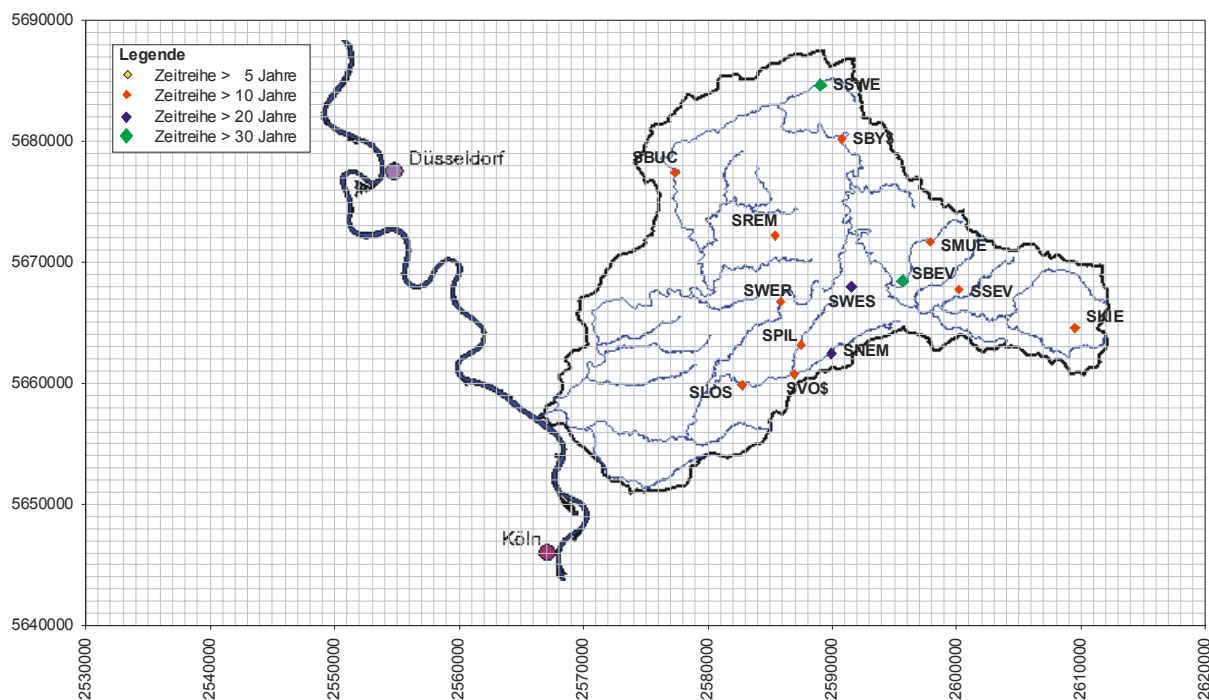 5690000
Legende
Zeitreihe > 5 Jahre
Zeitreihe > 10 Jahre
Zeitreihe > 20 Jahre
Zeitreihe > 30 Jahre
SSWE
5680000
SBY$
Düsseldorf
SBUC
SREM
SMUE
5670000
SBEV
SWER
SWES
SSEV
SKIE
SPIL
SNEM
5660000
SLOS
SVO$
5650000
Köln
5640000
2530000
2540000
2550000
2560000
2570000
2580000
2590000
2600000
2610000
2620000